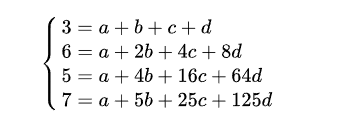 3 = a + b + c + d
6 = a + 2b + 4c + 8d
5 = a + 4b + 16c + 64d
7 = a + 5b + 25c + 125d